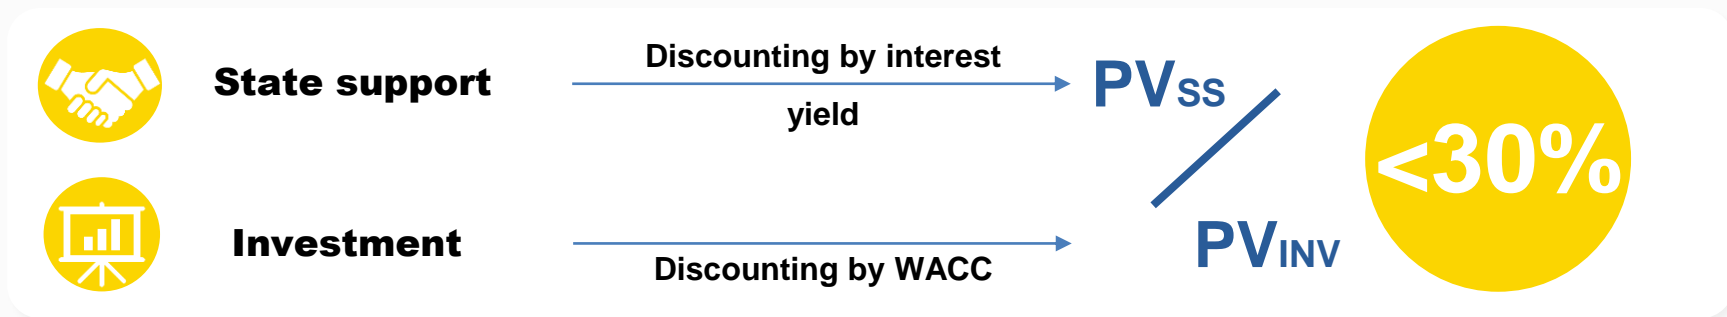 State support
Discounting by interest
yield
PVSS
<30%
Investment
Discounting by WACC
PVINV